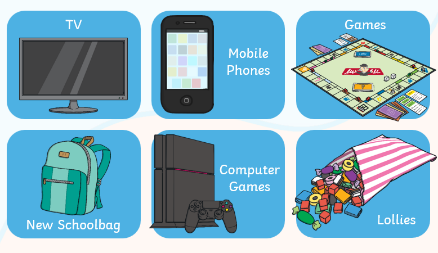 TV
Mobile
Phones
Games
New Schoolbag
Computer
Games
Lollies